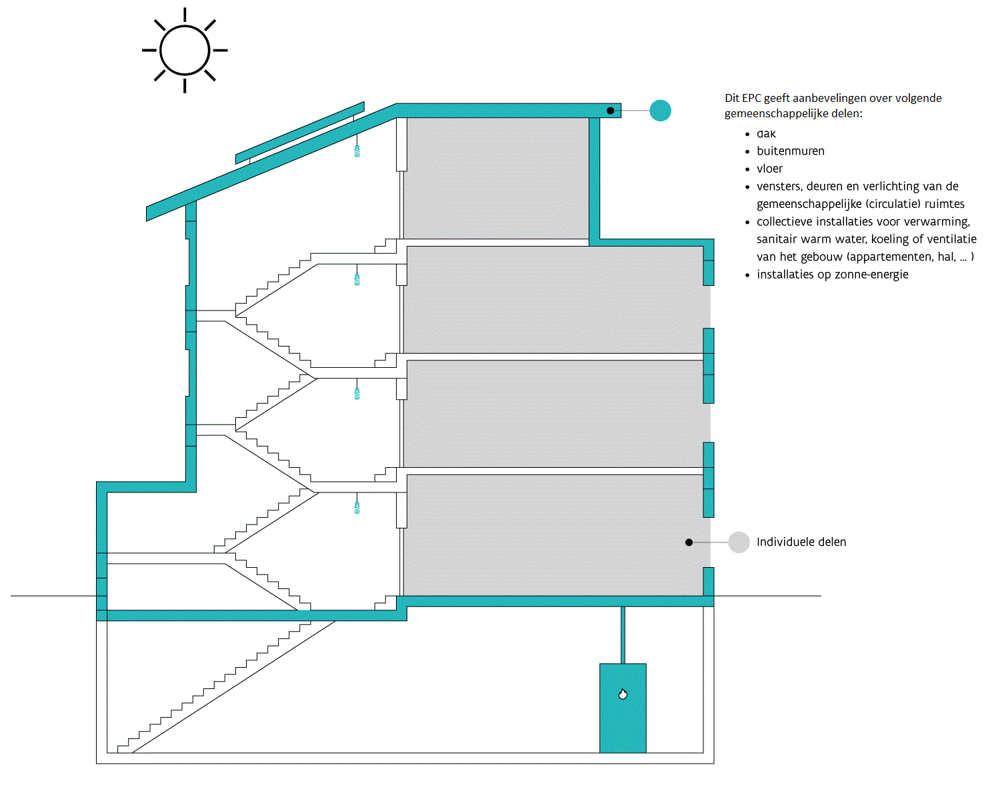 Dit EPC geeft aanbevelingen over volgende
gemeenschappelijke delen:
• dak
• buitenmuren
• vloer
• vensters, deuren en verlichting van de
gemeenschappelijke (circulatie) ruimtes
• collectieve installaties voor verwarming,
sanitair warm water, koeling of ventilatie
van het gebouw (appartementen, hal, ... )
• installaties op zonne-energie
Individuele delen